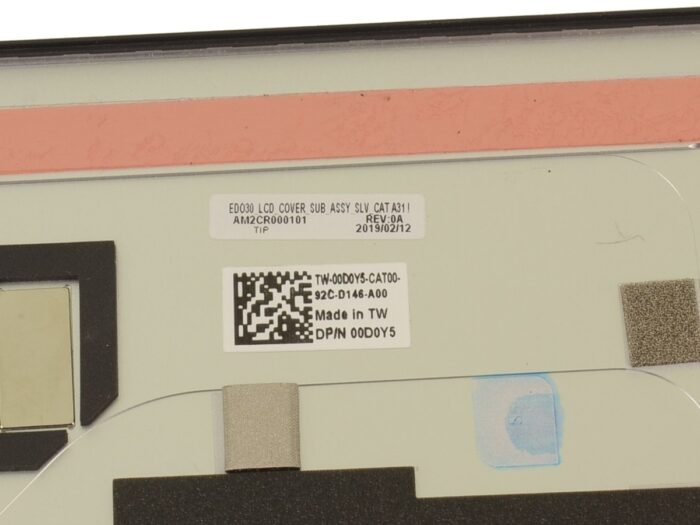 EDO30 LCD COVER SUB ASSY SLV CAT A31!
AM2CR000101 REV:0A
TIP 2019/02/12
TW-00D0Y5-CAT00-
92C-D146-A00
Made in TW
DP/N 00D0Y5